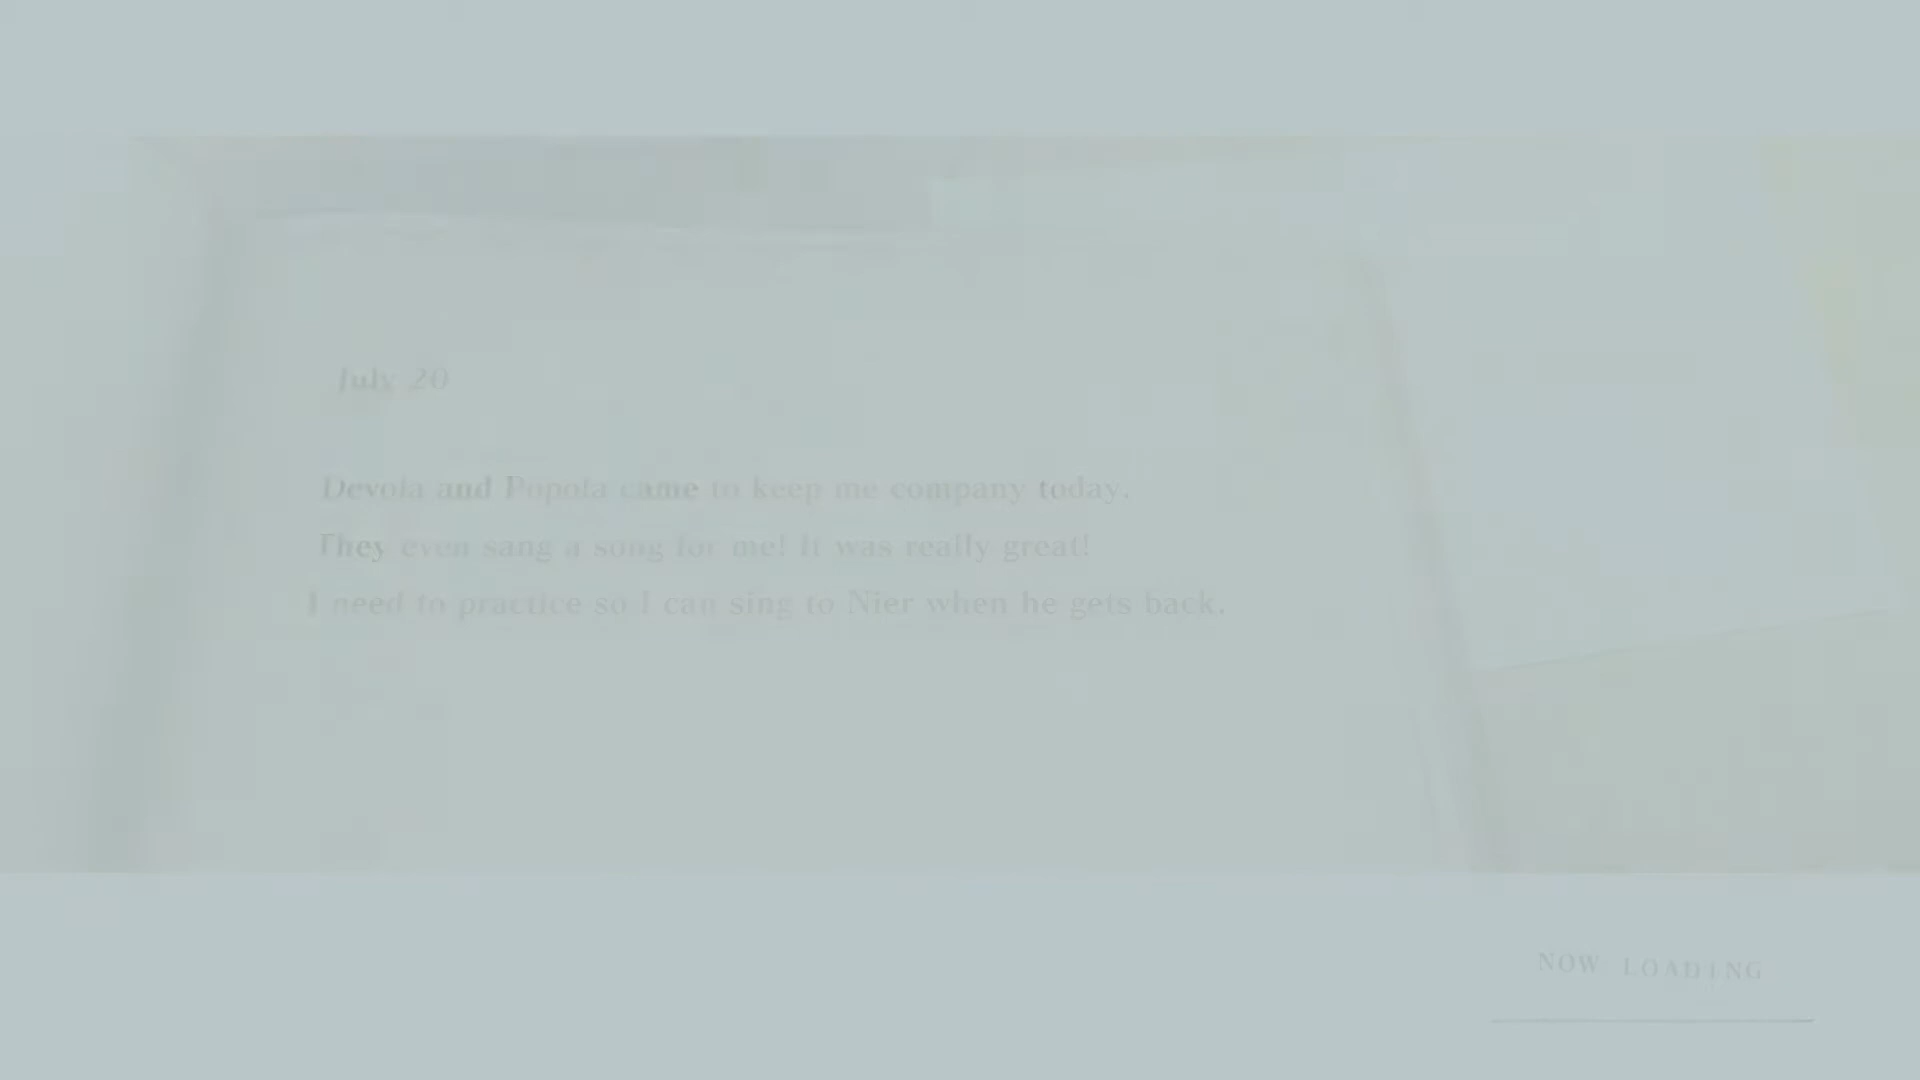 July 20
Devola and Popola came to keep me company today.
They even sang a song for me! It was really great!
I need to practice so I can sing to Nier when he gets back.
NOW LOADING